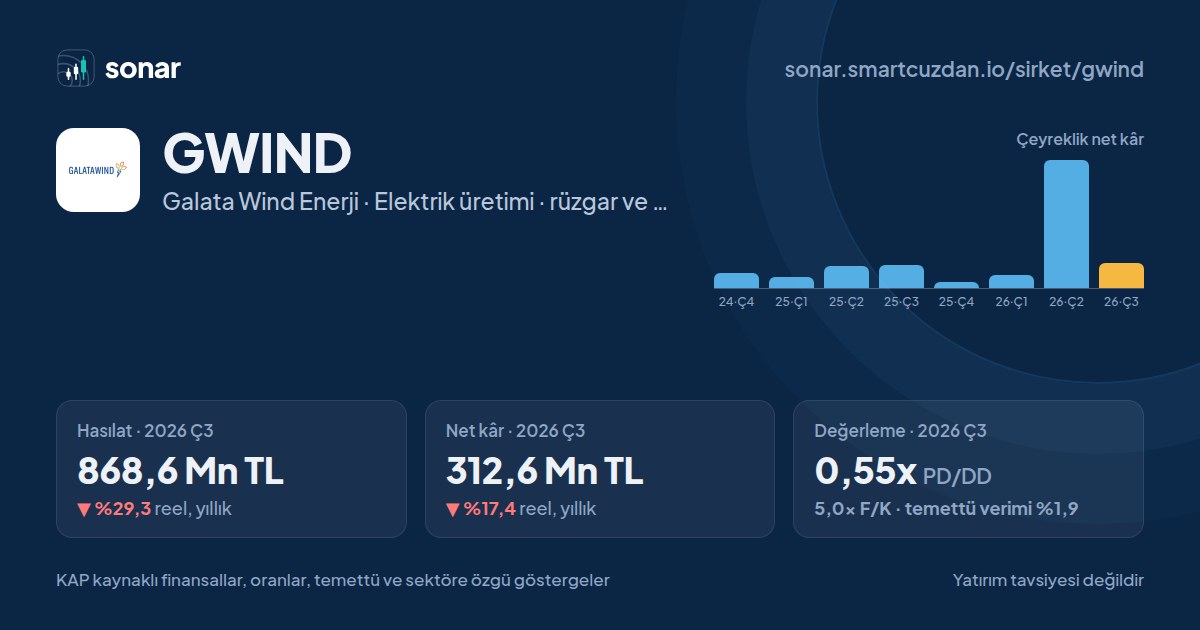 sonar
sonar.smartcuzdan.io/sirket/gwind
GALATAWIND
GWIND
Galata Wind Enerji · Elektrik üretimi · rüzgar ve ...
Çeyreklik net kâr
24-Ç4 25-Ç1 25-Ç2 25-Ç3 25-Ç4 26-Ç1 26-Ç2 26-Ç3
Hasılat · 2026 Ç3
868,6 Mn TL
▼ %29,3 reel, yıllık
Net kâr · 2026 Ç3
312,6 Mn TL
▼ %17,4 reel, yıllık
Değerleme · 2026 Ç3
0,55x PD/DD
5,0× F/K · temettü verimi %1,9
KAP kaynaklı finansallar, oranlar, temettü ve sektöre özgü göstergeler
Yatırım tavsiyesi değildir